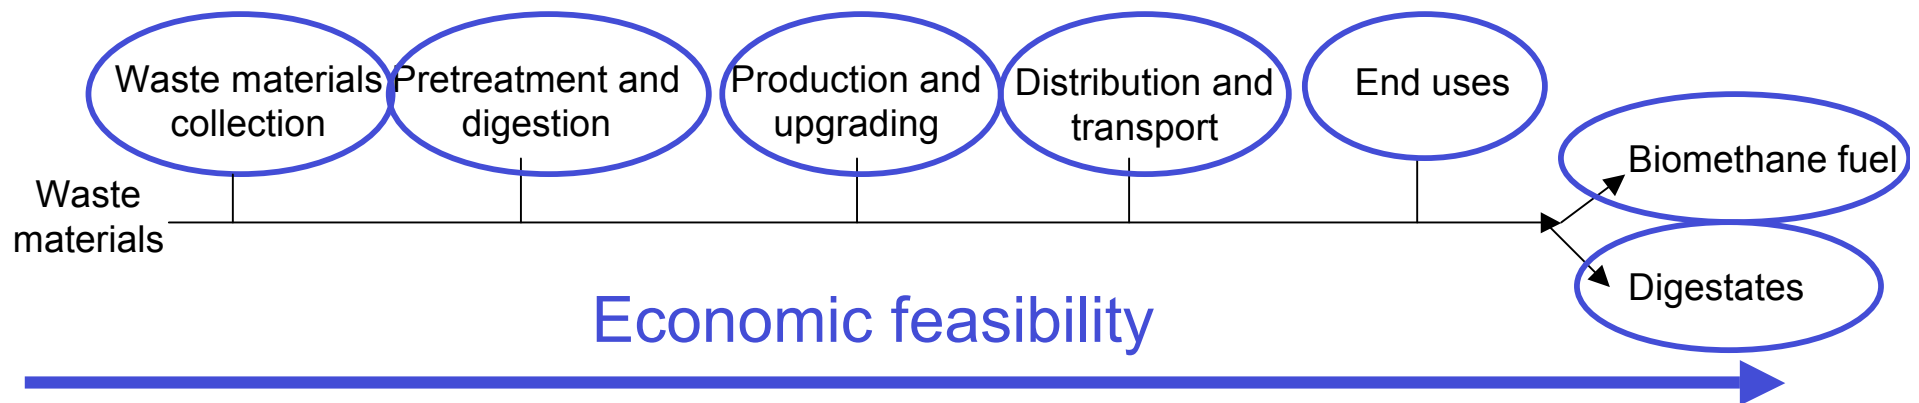 Waste materials
collection
Pretreatment and
digestion
Production and
upgrading
Distribution and
transport
End uses
Waste
materials
Biomethane fuel
Digestates
Economic feasibility